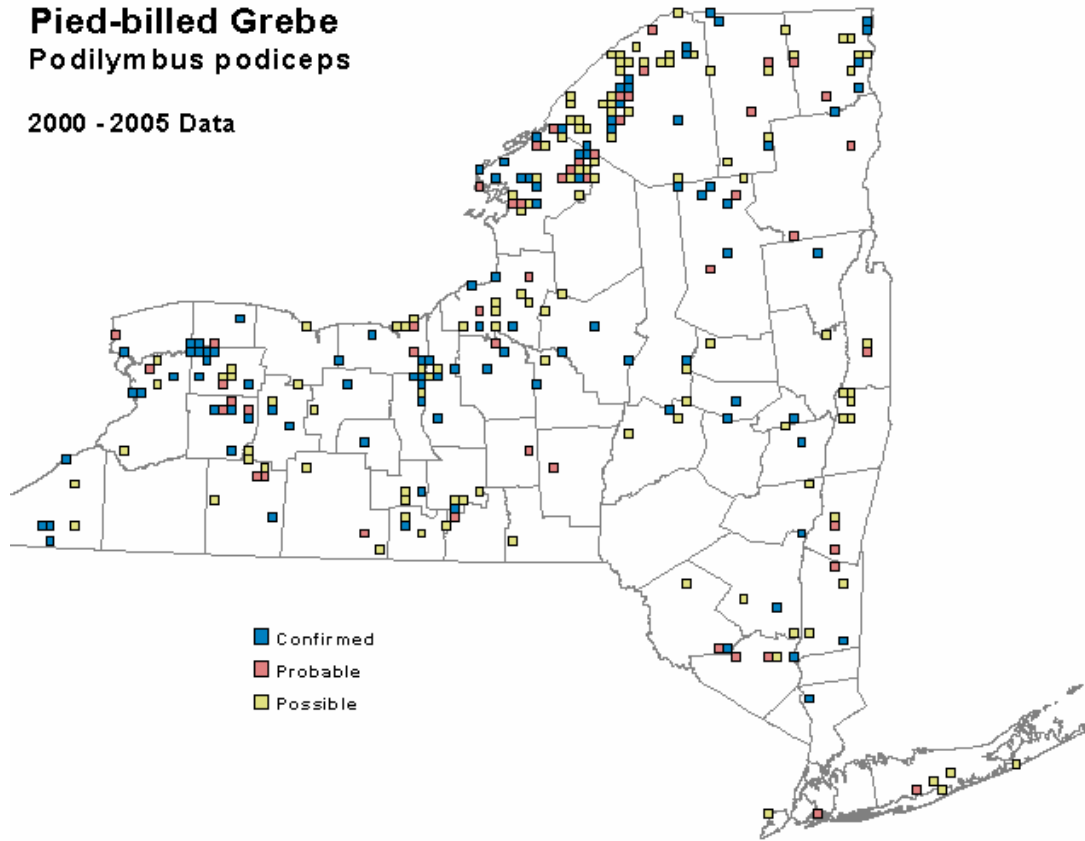 Pied-billed Grebe
Podilymbus podiceps
2000 - 2005 Data
Confirmed
Probable
Possible